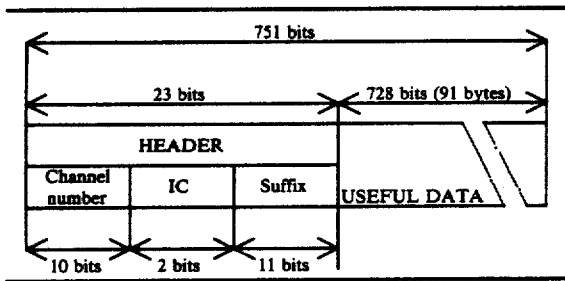 751 bits
23 bits
728 bits (91 bytes)
HEADER
Channel
number
IC
Suffix
USEFUL DATA
10 bits
2 bits
11 bits